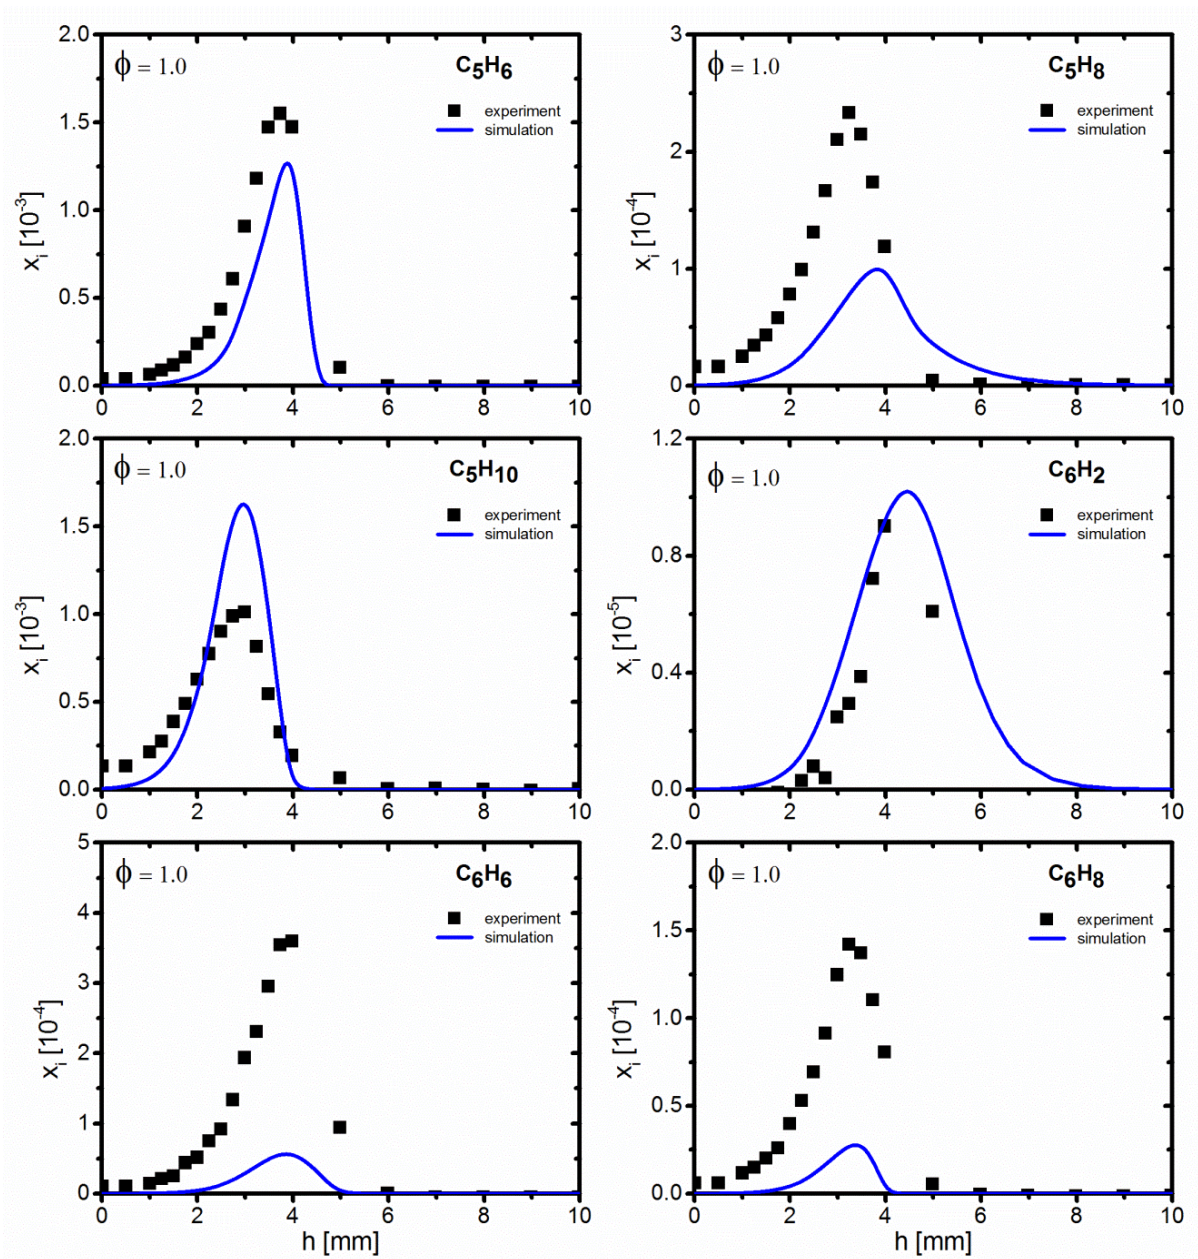 2.0
1.5
1.0
0.5
0.0
xᵢ [10⁻³]
ϕ = 1.0
C₅H₆
experiment
simulation
0 2 4 6 8 10
3
2
1
0
xᵢ [10⁻⁴]
ϕ = 1.0
C₅H₈
experiment
simulation
0 2 4 6 8 10
2.0
1.5
1.0
0.5
0.0
xᵢ [10⁻³]
ϕ = 1.0
C₅H₁₀
experiment
simulation
0 2 4 6 8 10
1.2
0.8
0.4
0.0
xᵢ [10⁻⁵]
ϕ = 1.0
C₆H₂
experiment
simulation
0 2 4 6 8 10
5
4
3
2
1
0
xᵢ [10⁻⁴]
ϕ = 1.0
C₆H₆
experiment
simulation
0 2 4 6 8 10
h [mm]
2.0
1.5
1.0
0.5
0.0
xᵢ [10⁻⁴]
ϕ = 1.0
C₆H₈
experiment
simulation
0 2 4 6 8 10
h [mm]